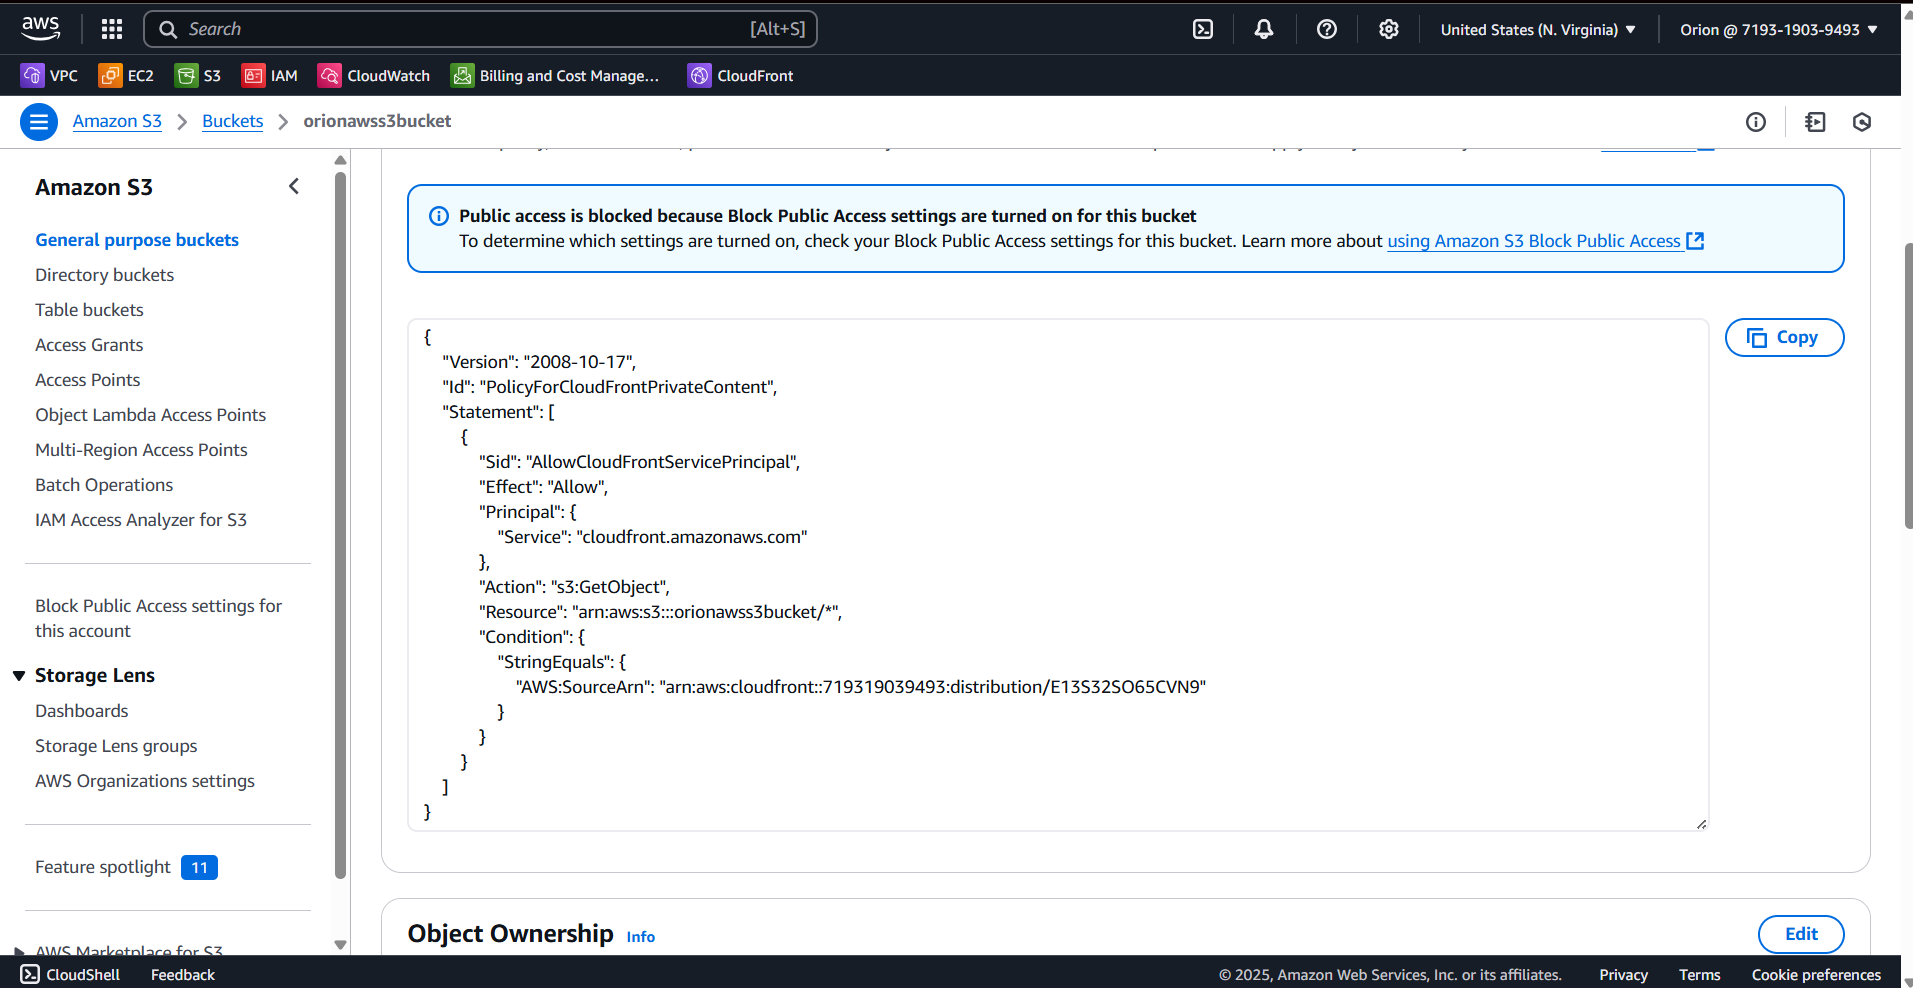 aws
Search
[Alt+S]
United States (N. Virginia)
Orion @ 7193-1903-9493
VPC
EC2
S3
IAM
CloudWatch
Billing and Cost Manage...
CloudFront
Amazon S3
Buckets
orionawss3bucket
Amazon S3
General purpose buckets
Directory buckets
Table buckets
Access Grants
Access Points
Object Lambda Access Points
Multi-Region Access Points
Batch Operations
IAM Access Analyzer for S3
Block Public Access settings for
this account
Storage Lens
Dashboards
Storage Lens groups
AWS Organizations settings
Feature spotlight 11
AWS Marketplace for S3
Public access is blocked because Block Public Access settings are turned on for this bucket
To determine which settings are turned on, check your Block Public Access settings for this bucket. Learn more about using Amazon S3 Block Public Access
Copy
{
"Version": "2008-10-17",
"Id": "PolicyForCloudFrontPrivateContent",
"Statement": [
{
"Sid": "AllowCloudFrontServicePrincipal",
"Effect": "Allow",
"Principal": {
"Service": "cloudfront.amazonaws.com"
},
"Action": "s3:GetObject",
"Resource": "arn:aws:s3:::orionawss3bucket/*",
"Condition": {
"StringEquals": {
"AWS:SourceArn": "arn:aws:cloudfront::719319039493:distribution/E13S32SO65CVN9"
}
}
}
]
}
Object Ownership Info
Edit
CloudShell
Feedback
© 2025, Amazon Web Services, Inc. or its affiliates.
Privacy
Terms
Cookie preferences